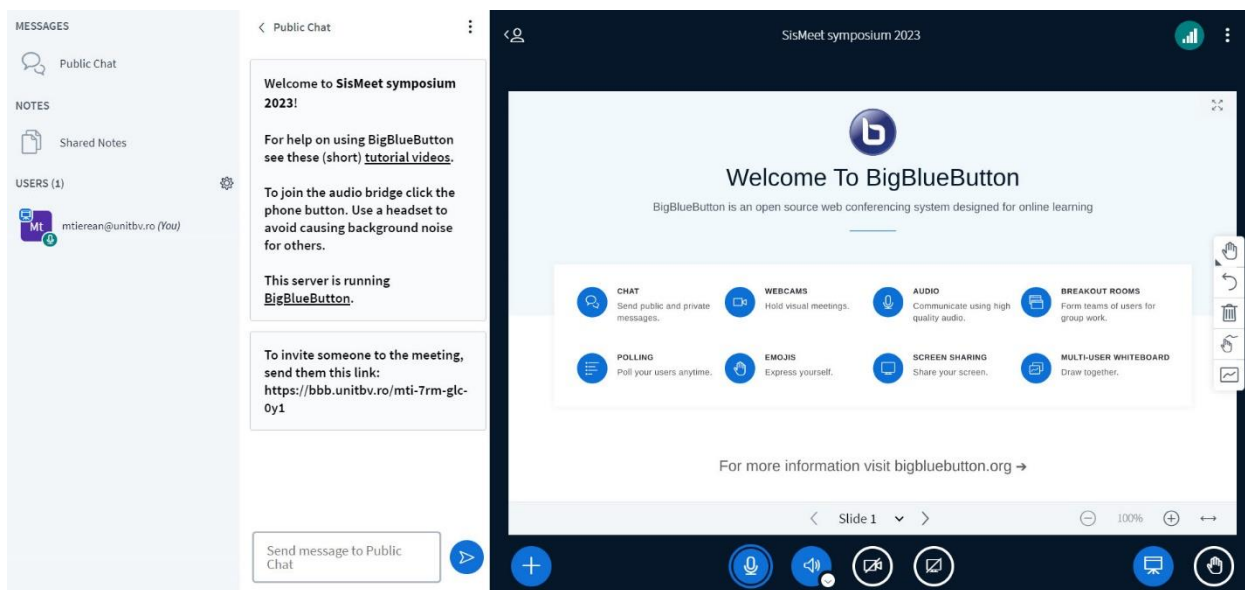 MESSAGES
Public Chat
NOTES
Shared Notes
USERS (1)
Mt
mtierean@unitbv.ro (You)
Public Chat
Welcome to SisMeet symposium
2023!
For help on using BigBlueButton
see these (short) tutorial videos.
To join the audio bridge click the
phone button. Use a headset to
avoid causing background noise
for others.
This server is running
BigBlueButton.
To invite someone to the meeting,
send them this link:
https://bbb.unitbv.ro/mti-7rm-glc-
0y1
Send message to Public
Chat
SisMeet symposium 2023
b
Welcome To BigBlueButton
BigBlueButton is an open source web conferencing system designed for online learning
CHAT
Send public and private
messages.
WEBCAMS
Hold visual meetings.
AUDIO
Communicate using high
quality audio.
BREAKOUT ROOMS
Form teams of users for
group work.
POLLING
Poll your users anytime.
EMOJIS
Express yourself.
SCREEN SHARING
Share your screen.
MULTI-USER WHITEBOARD
Draw together.
For more information visit bigbluebutton.org →
Slide 1
100%